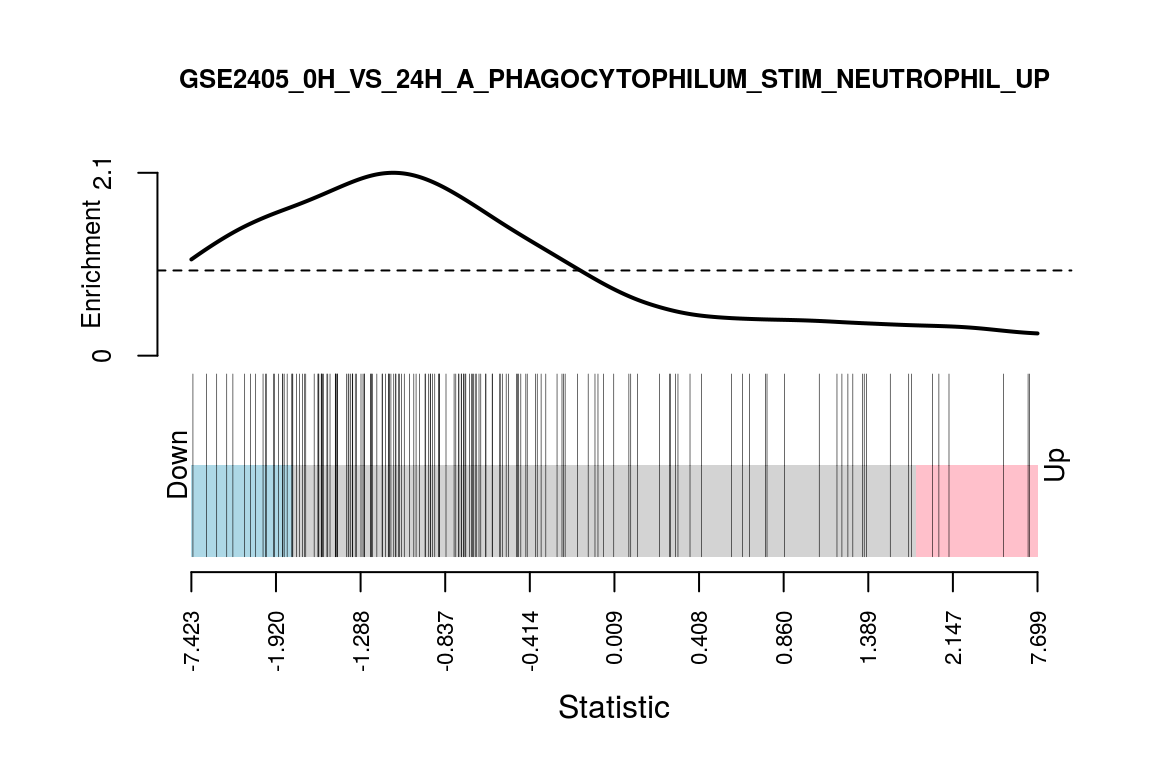 GSE2405_0H_VS_24H_A_PHAGOCYTOPHILUM_STIM_NEUTROPHIL_UP
Enrichment
2.1
0
Down
Up
-7.423
-1.920
-1.288
-0.837
-0.414
0.009
0.408
0.860
1.389
2.147
7.699
Statistic